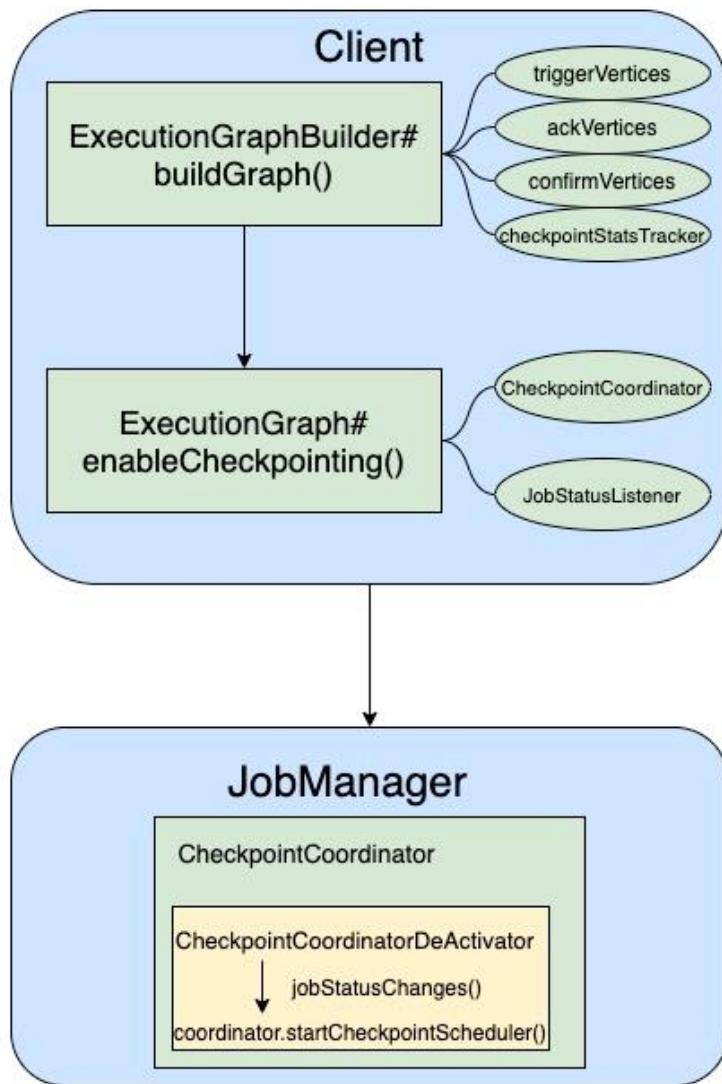 Client
ExecutionGraphBuilder#
buildGraph()
triggerVertices
ackVertices
confirmVertices
checkpointStatsTracker
ExecutionGraph#
enableCheckpointing()
CheckpointCoordinator
JobStatusListener
JobManager
CheckpointCoordinator
CheckpointCoordinatorDeActivator
jobStatusChanges()
coordinator.startCheckpointScheduler()